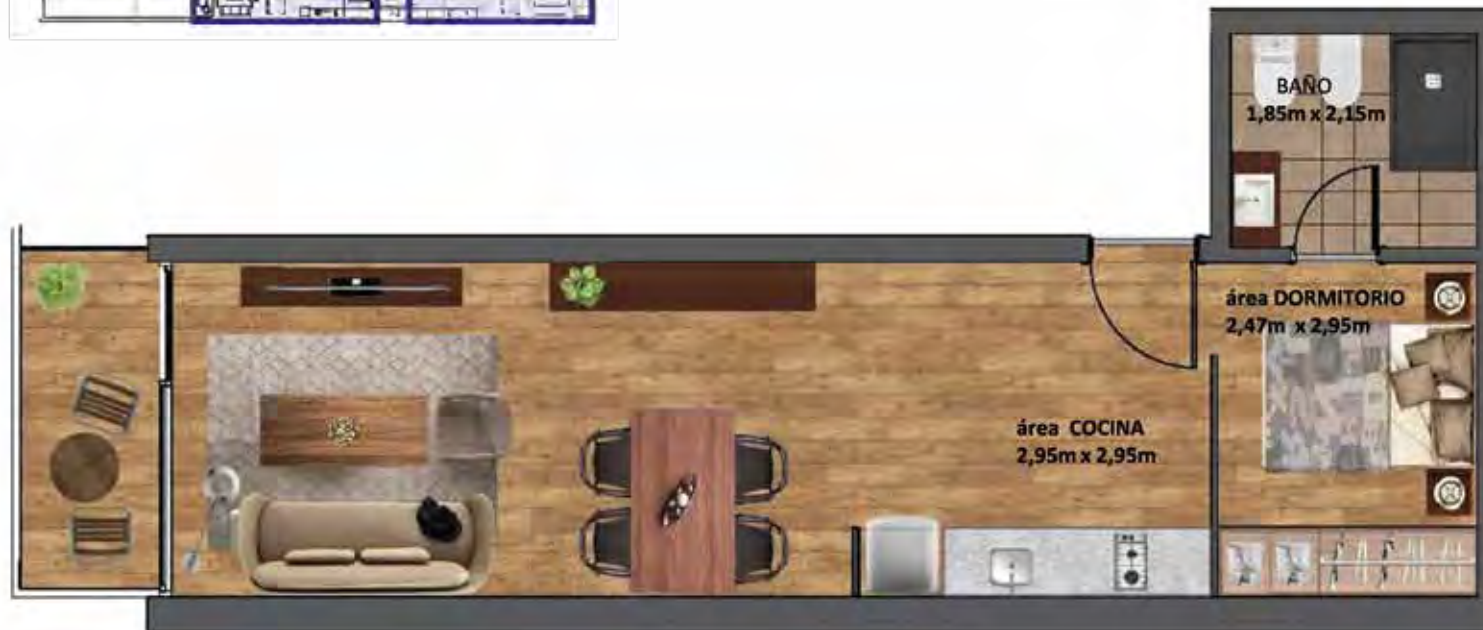 BAÑO
1,85m x 2,15m
área DORMITORIO
2,47m x 2,95m
área COCINA
2,95m x 2,95m